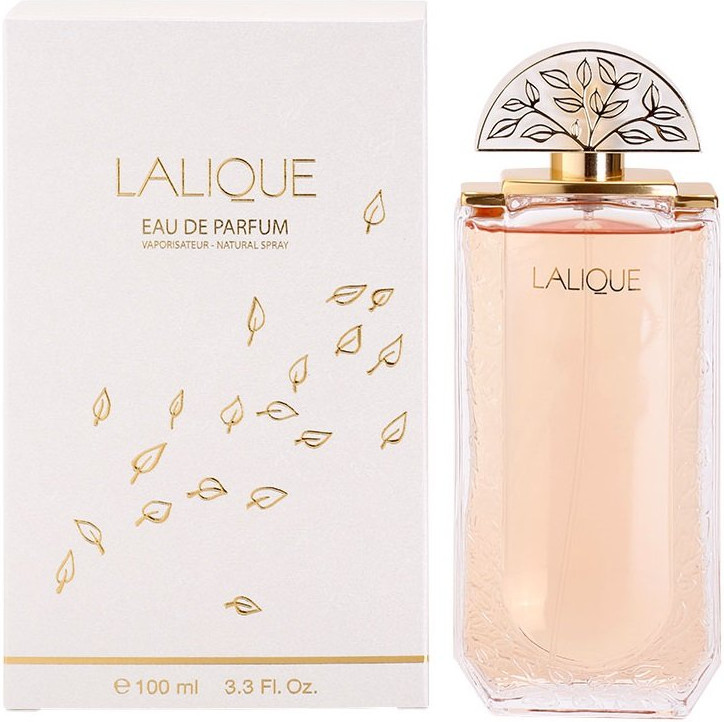 LALIQUE
EAU DE PARFUM
VAPORISATEUR - NATURAL SPRAY
℮ 100 ml 3.3 Fl. Oz.
LALIQUE